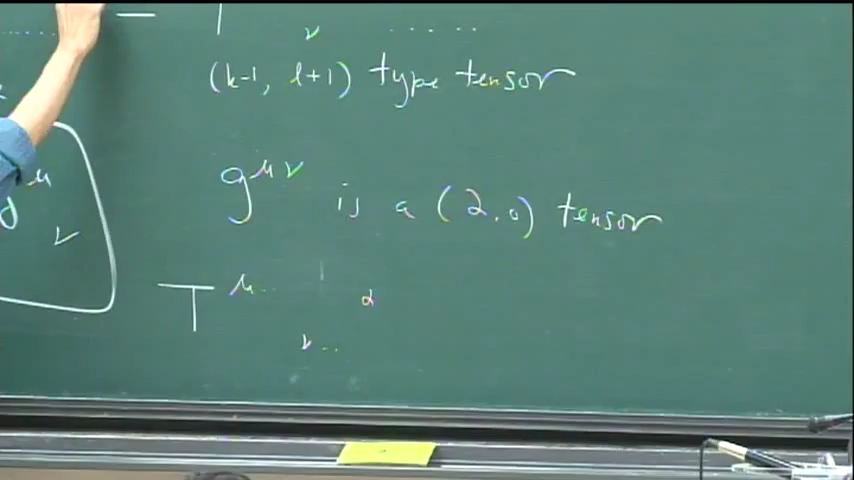 ν .....
(k-1, l+1) type tensor
g^{μν} is a (2,0) tensor
μ
ν
T^{μ..} α
ν..